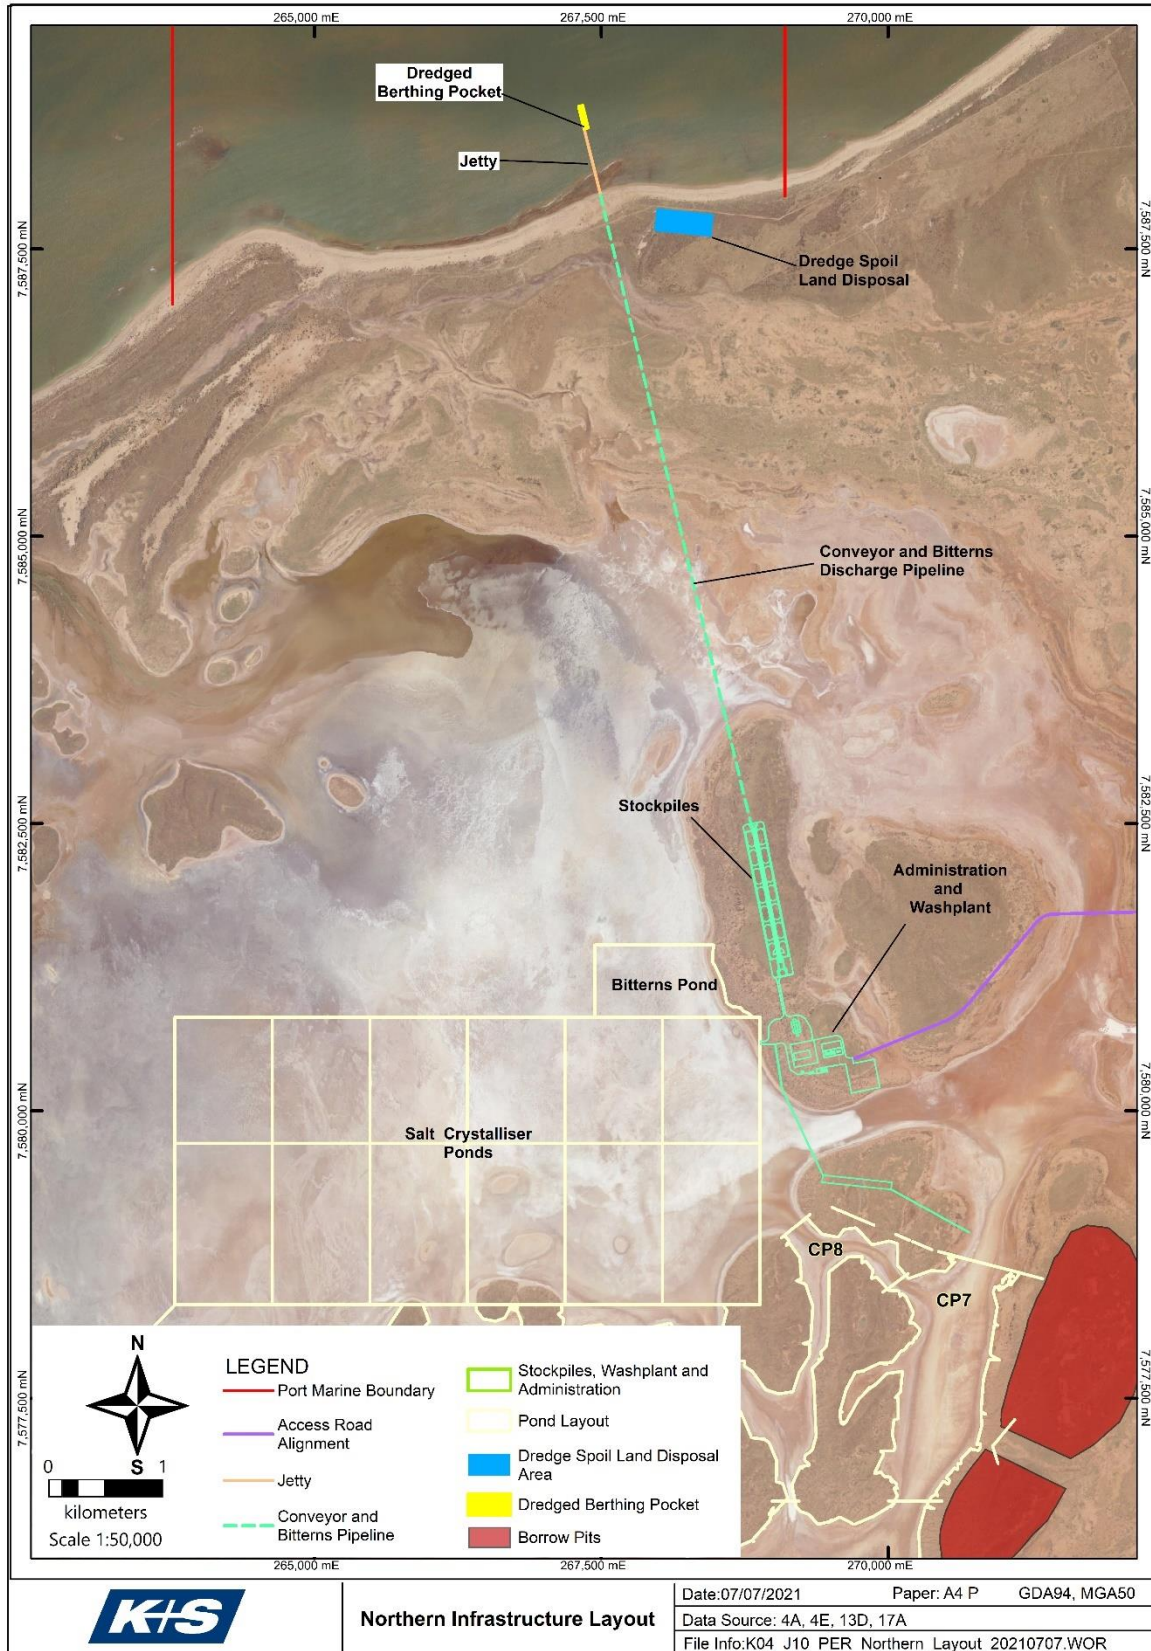 265,000 mE
267,500 mE
270,000 mE
Dredged
Berthing Pocket
Jetty
7,587,500 mN
7,587,500 mN
Dredge Spoil
Land Disposal
7,585,000 mN
7,585,000 mN
Conveyor and Bitterns
Discharge Pipeline
Stockpiles
7,582,500 mN
7,582,500 mN
Administration
and
Washplant
Bitterns Pond
7,580,000 mN
7,580,000 mN
Salt Crystalliser
Ponds
CP8
CP7
7,577,500 mN
7,577,500 mN
N
S
0 1
kilometers
Scale 1:50,000
LEGEND
Port Marine Boundary
Access Road
Alignment
Jetty
Conveyor and
Bitterns Pipeline
Stockpiles, Washplant and
Administration
Pond Layout
Dredge Spoil Land Disposal
Area
Dredged Berthing Pocket
Borrow Pits
265,000 mE
267,500 mE
270,000 mE
K+S
Northern Infrastructure Layout
Date:07/07/2021 Paper: A4 P GDA94, MGA50
Data Source: 4A, 4E, 13D, 17A
File Info:K04_J10_PER_Northern_Layout_20210707.WOR